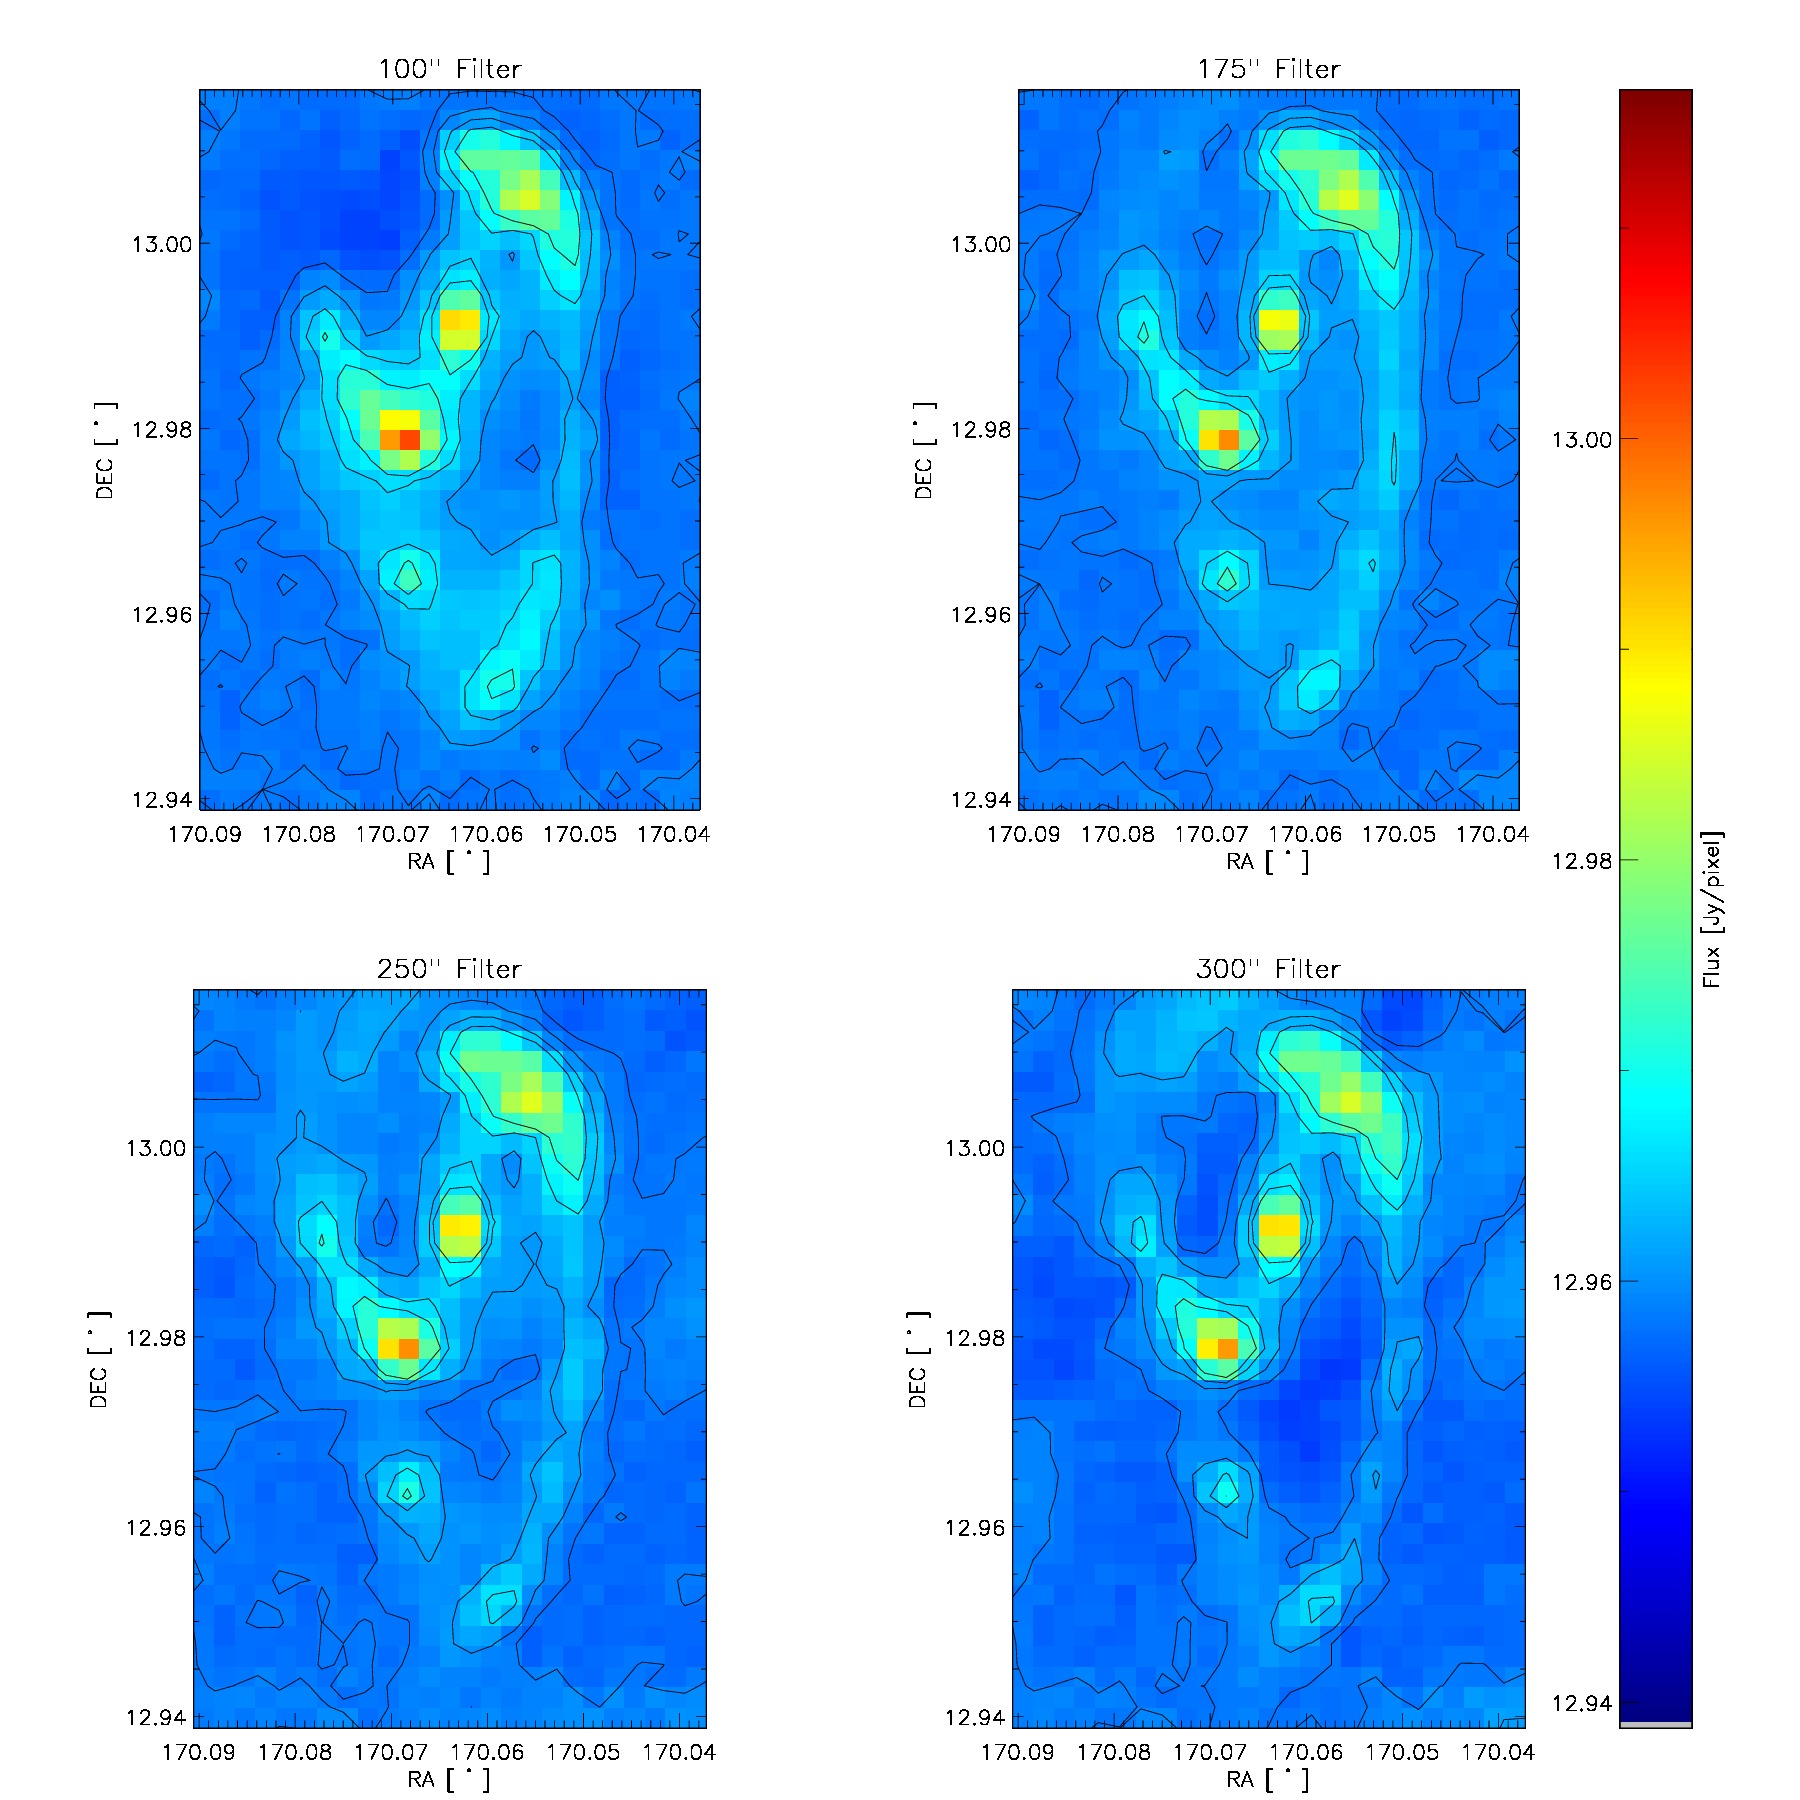 100" Filter
175" Filter
13.00
12.98
12.96
12.94
DEC [ ° ]
170.09 170.08 170.07 170.06 170.05 170.04
RA [ ° ]
13.00
12.98
12.96
12.94
DEC [ ° ]
170.09 170.08 170.07 170.06 170.05 170.04
RA [ ° ]
250" Filter
300" Filter
13.00
12.98
12.96
12.94
DEC [ ° ]
170.09 170.08 170.07 170.06 170.05 170.04
RA [ ° ]
13.00
12.98
12.96
12.94
DEC [ ° ]
170.09 170.08 170.07 170.06 170.05 170.04
RA [ ° ]
13.00
12.98
12.96
12.94
Flux [Jy/pixel]